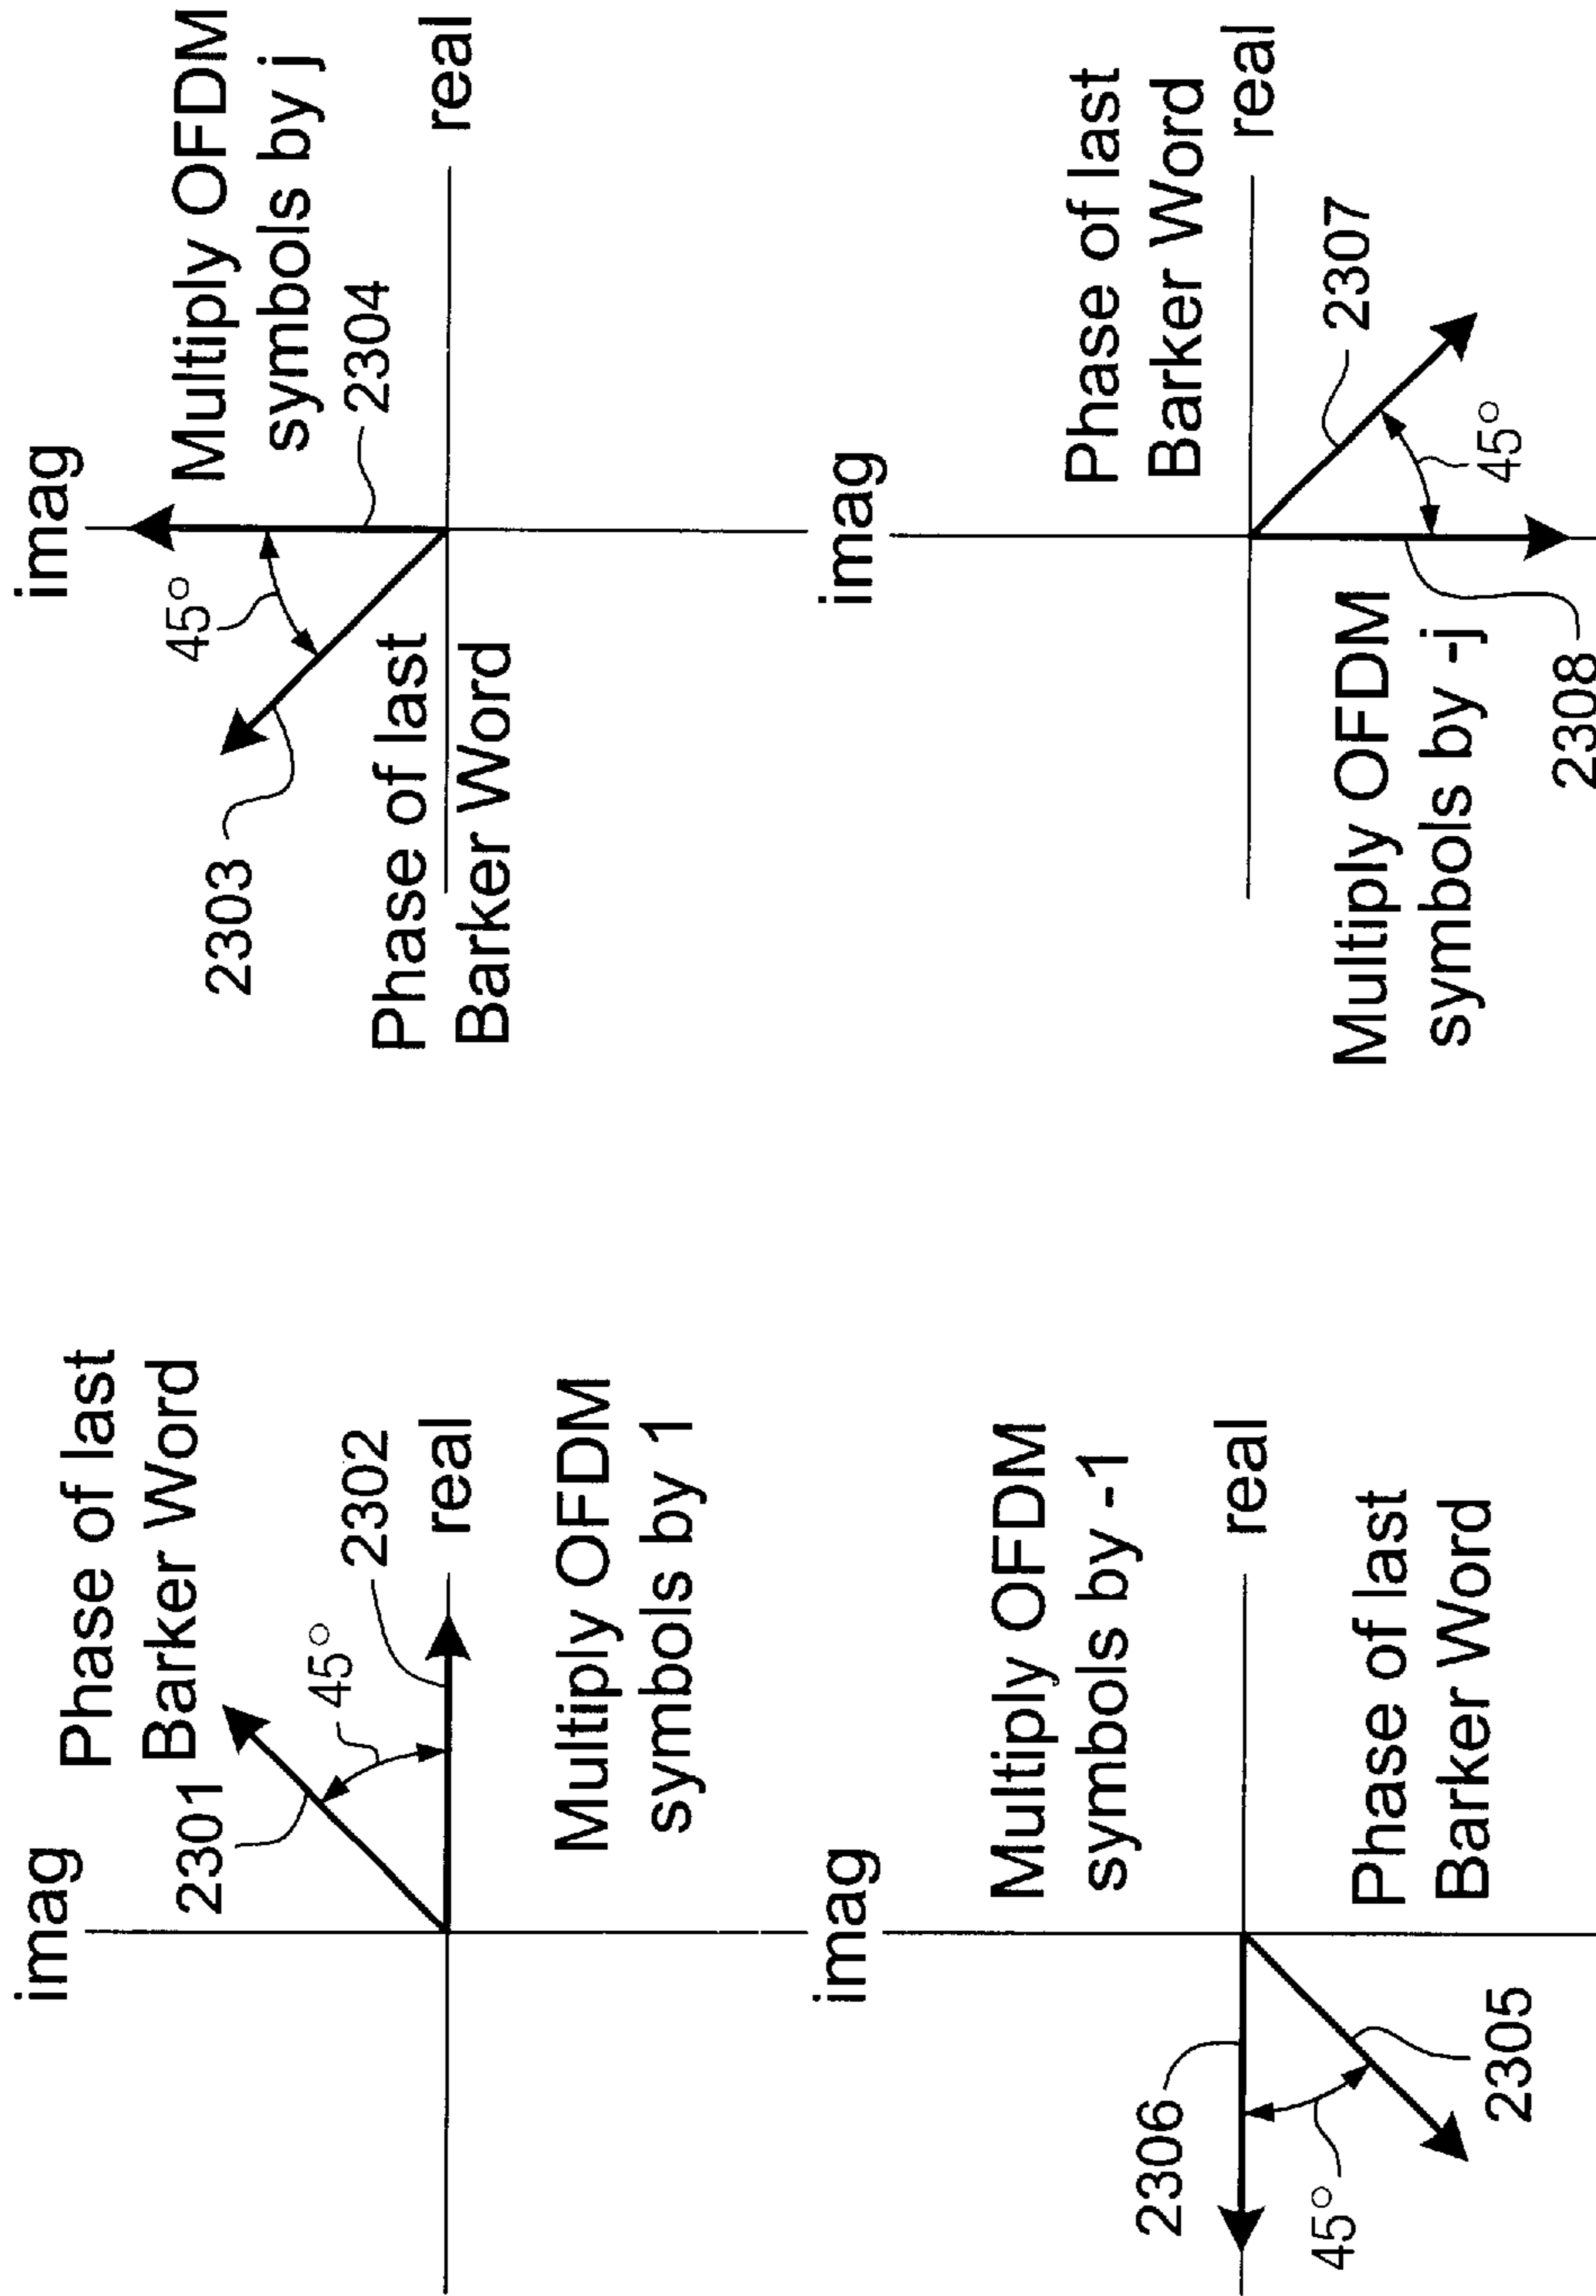 imag
Phase of last
Barker Word
2301
45°
2302
real
Multiply OFDM
symbols by 1
imag
Multiply OFDM
symbols by j
45°
2303
2304
real
Phase of last
Barker Word
imag
Multiply OFDM
symbols by -1
2306
real
45°
2305
Phase of last
Barker Word
imag
Phase of last
Barker Word
real
2307
45°
Multiply OFDM
symbols by -j
2308